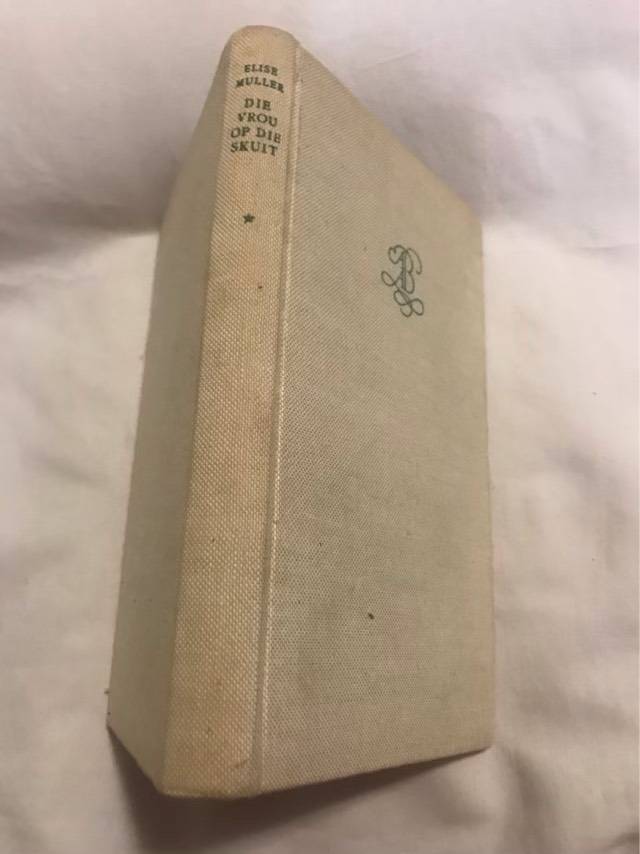 ELISE
MULLER
DIE
VROU
OP DIE
SKUIT